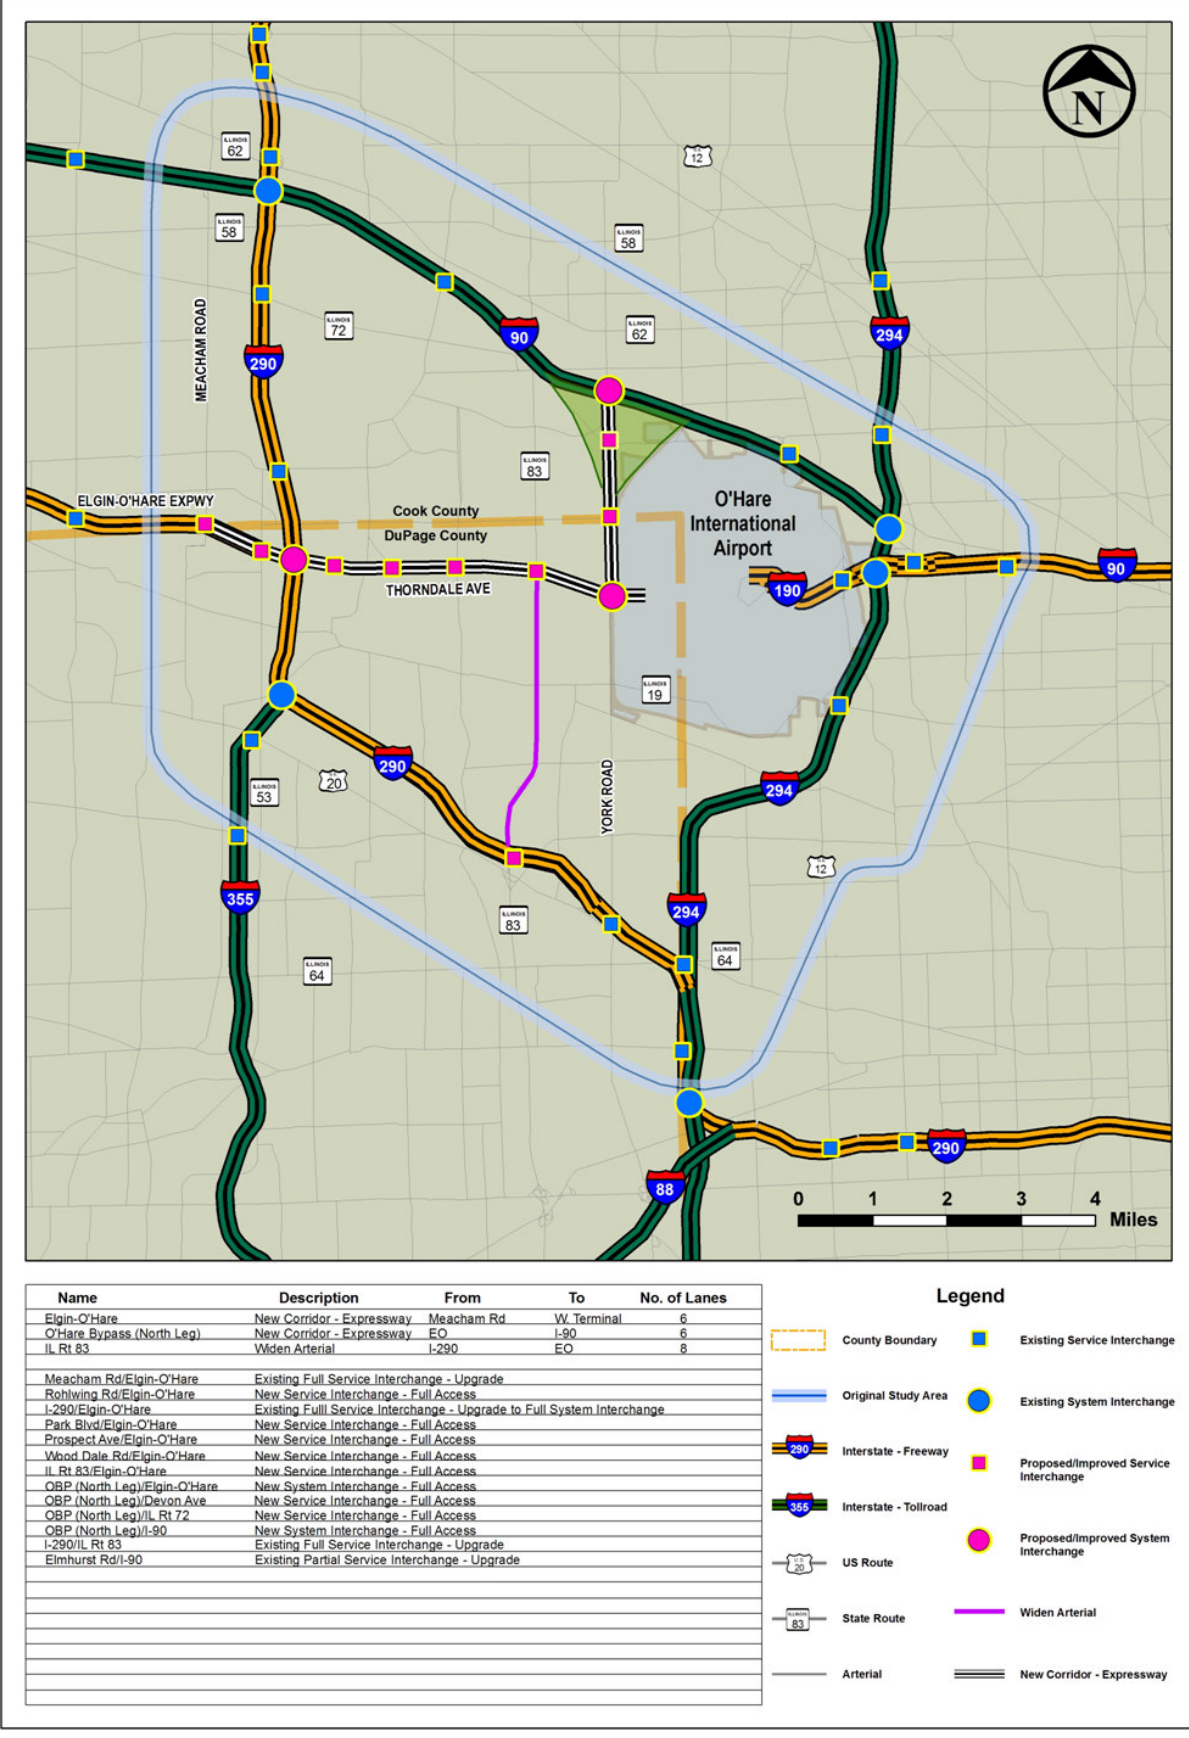 N
ILLINOIS 62
U.S. 12
ILLINOIS 58
ILLINOIS 58
MEACHAM ROAD
ILLINOIS 72
90
ILLINOIS 62
294
290
ILLINOIS 83
ELGIN-O'HARE EXPWY
Cook County
DuPage County
O'Hare
International
Airport
THORNDALE AVE
190
90
ILLINOIS 19
290
U.S. 20
ILLINOIS 53
YORK ROAD
294
U.S. 12
355
294
ILLINOIS 83
ILLINOIS 64
ILLINOIS 64
290
88
0 1 2 3 4
Miles
Name Description From To No. of Lanes
Elgin-O'Hare New Corridor - Expressway Meacham Rd W. Terminal 6
O'Hare Bypass (North Leg) New Corridor - Expressway EO I-90 6
IL Rt 83 Widen Arterial I-290 EO 8
Meacham Rd/Elgin-O'Hare Existing Full Service Interchange - Upgrade
Rohlwing Rd/Elgin-O'Hare New Service Interchange - Full Access
I-290/Elgin-O'Hare Existing Fulll Service Interchange - Upgrade to Full System Interchange
Park Blvd/Elgin-O'Hare New Service Interchange - Full Access
Prospect Ave/Elgin-O'Hare New Service Interchange - Full Access
Wood Dale Rd/Elgin-O'Hare New Service Interchange - Full Access
IL Rt 83/Elgin-O'Hare New Service Interchange - Full Access
OBP (North Leg)/Elgin-O'Hare New System Interchange - Full Access
OBP (North Leg)/Devon Ave New Service Interchange - Full Access
OBP (North Leg)/IL Rt 72 New Service Interchange - Full Access
OBP (North Leg)/I-90 New System Interchange - Full Access
I-290/IL Rt 83 Existing Full Service Interchange - Upgrade
Elmhurst Rd/I-90 Existing Partial Service Interchange - Upgrade
Legend
County Boundary
Existing Service Interchange
Original Study Area
Existing System Interchange
290 Interstate - Freeway
Proposed/Improved Service
Interchange
355 Interstate - Tollroad
Proposed/Improved System
Interchange
U.S. 20 US Route
ILLINOIS 83 State Route
Widen Arterial
Arterial
New Corridor - Expressway